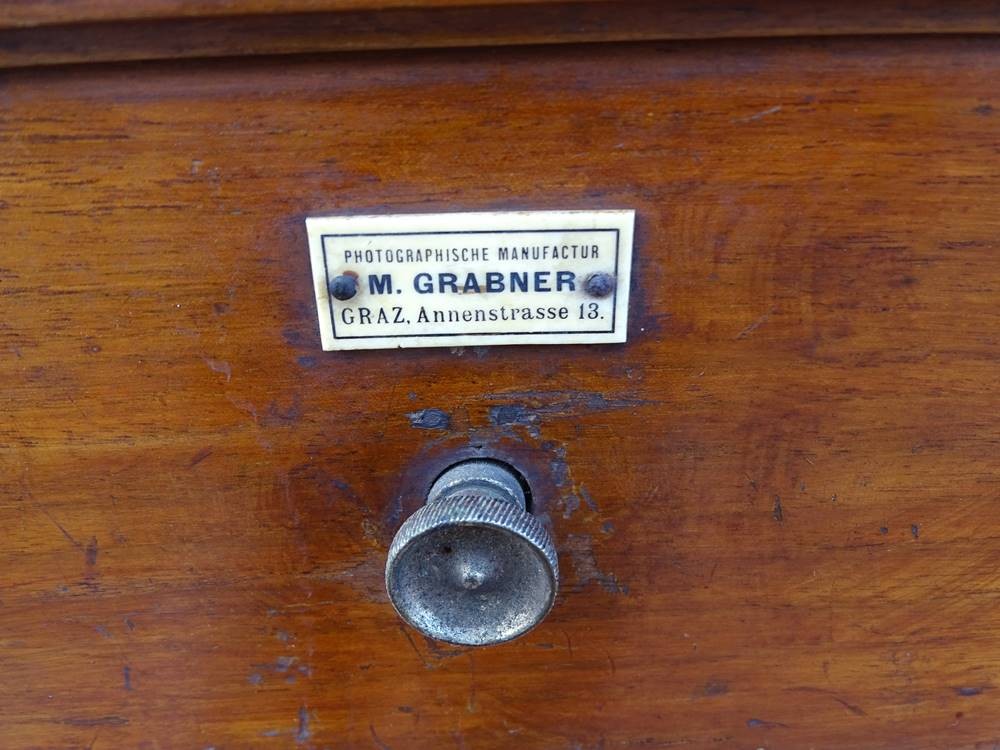 PHOTOGRAPHISCHE MANUFACTUR
M. GRABNER
GRAZ, Annenstrasse 13.